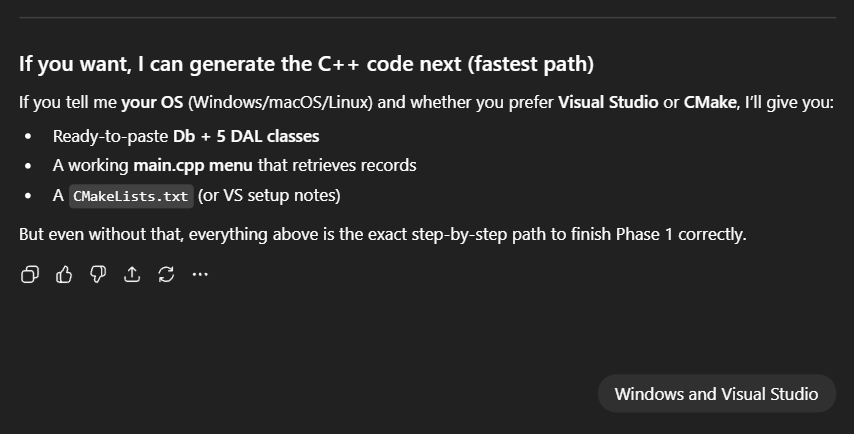 If you want, I can generate the C++ code next (fastest path)
If you tell me your OS (Windows/macOS/Linux) and whether you prefer Visual Studio or CMake, I’ll give you:
• Ready-to-paste Db + 5 DAL classes
• A working main.cpp menu that retrieves records
• A CMakeLists.txt (or VS setup notes)
But even without that, everything above is the exact step-by-step path to finish Phase 1 correctly.
Windows and Visual Studio